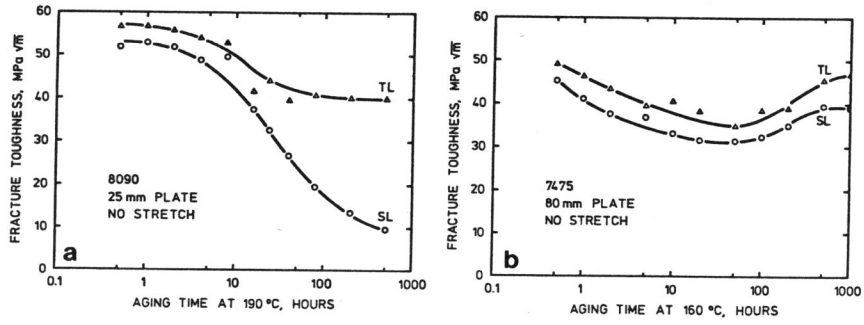 FRACTURE TOUGHNESS, MPa √m
60
50
40
30
20
10
0
TL
SL
8090
25 mm PLATE
NO STRETCH
a
0.1
1
10
100
1000
AGING TIME AT 190 °C, HOURS
FRACTURE TOUGHNESS, MPa √m
60
50
40
30
20
10
0
TL
SL
7475
80 mm PLATE
NO STRETCH
b
0.1
1
10
100
1000
AGING TIME AT 160 °C, HOURS